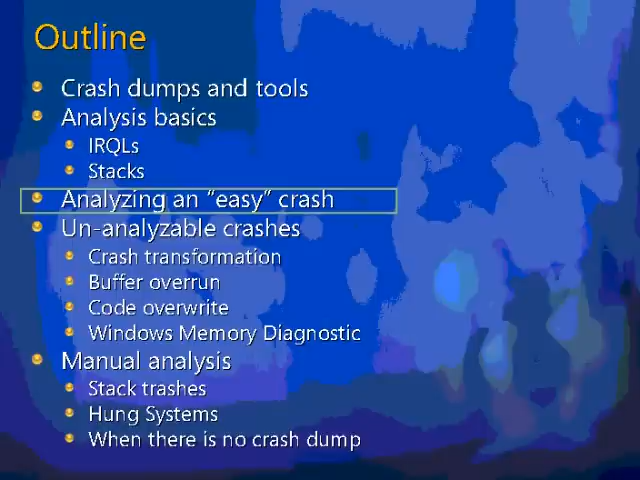 Outline
Crash dumps and tools
Analysis basics
IRQLs
Stacks
Analyzing an “easy” crash
Un-analyzable crashes
Crash transformation
Buffer overrun
Code overwrite
Windows Memory Diagnostic
Manual analysis
Stack trashes
Hung Systems
When there is no crash dump